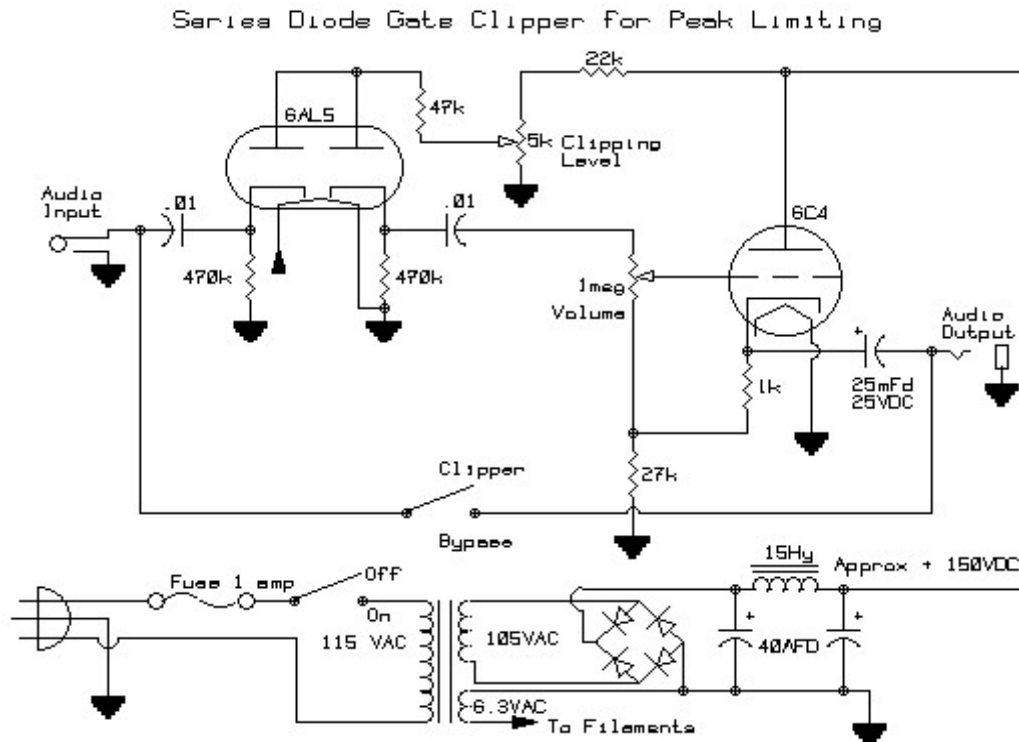 Series Diode Gate Clipper for Peak Limiting
22k
47k
6AL5
5k
Clipping
Level
Audio
Input
.01
.01
6C4
470k
470k
1meg
Volume
+
Audio
Output
1k
25mFd
25VDC
Clipper
27k
Bypass
15Hy
Approx + 150VDC
Fuse 1 amp
Off
On
+
+
115 VAC
105VAC
40MFD
6.3VAC
To Filaments